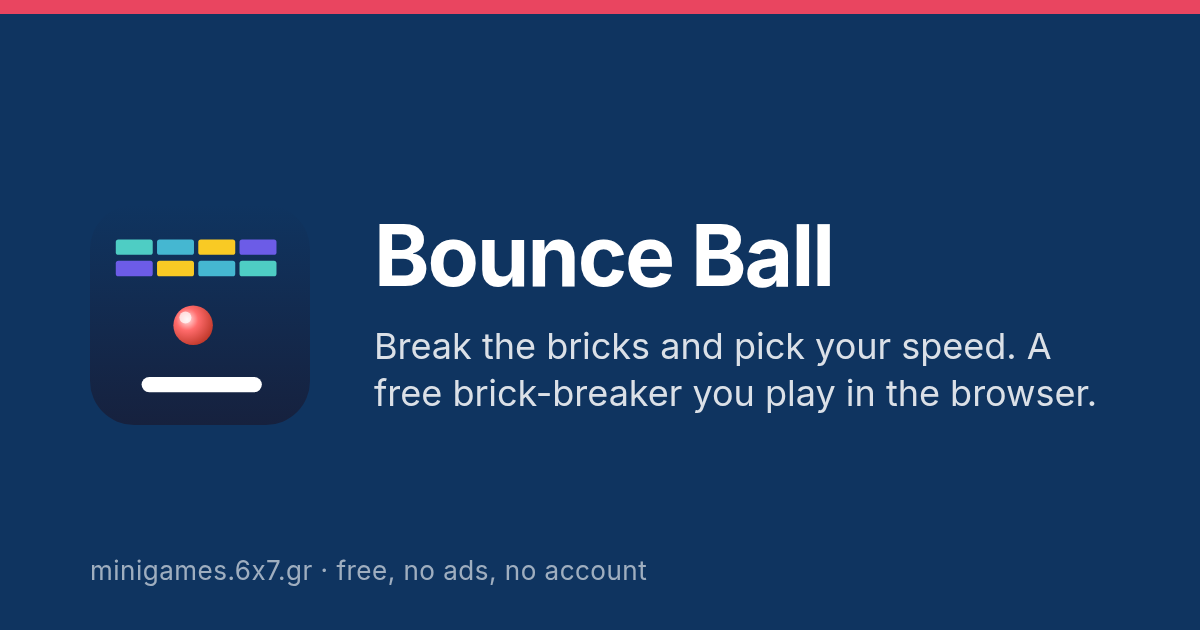 Bounce Ball
Break the bricks and pick your speed. A
free brick-breaker you play in the browser.
minigames.6x7.gr · free, no ads, no account